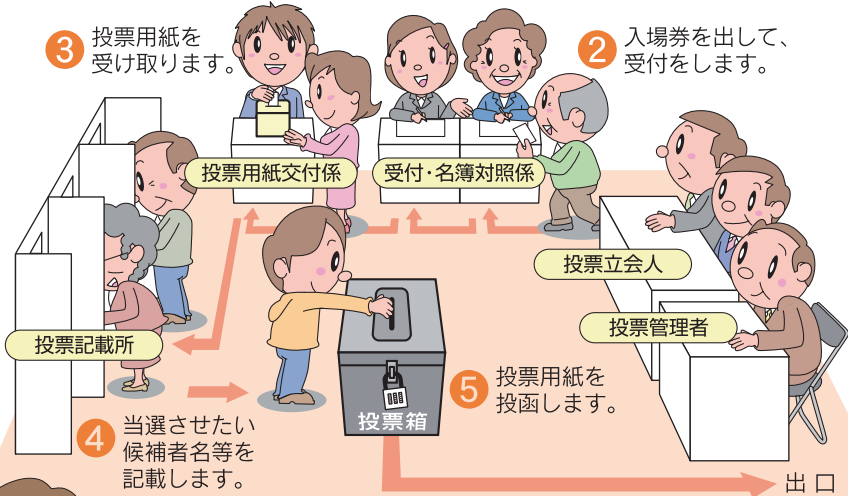 3
投票用紙を
受け取ります。
2
入場券を出して、
受付をします。
投票用紙交付係
受付・名簿対照係
投票立会人
投票管理者
投票記載所
4
当選させたい
候補者名等を
記載します。
5
投票用紙を
投函します。
投票箱
出口